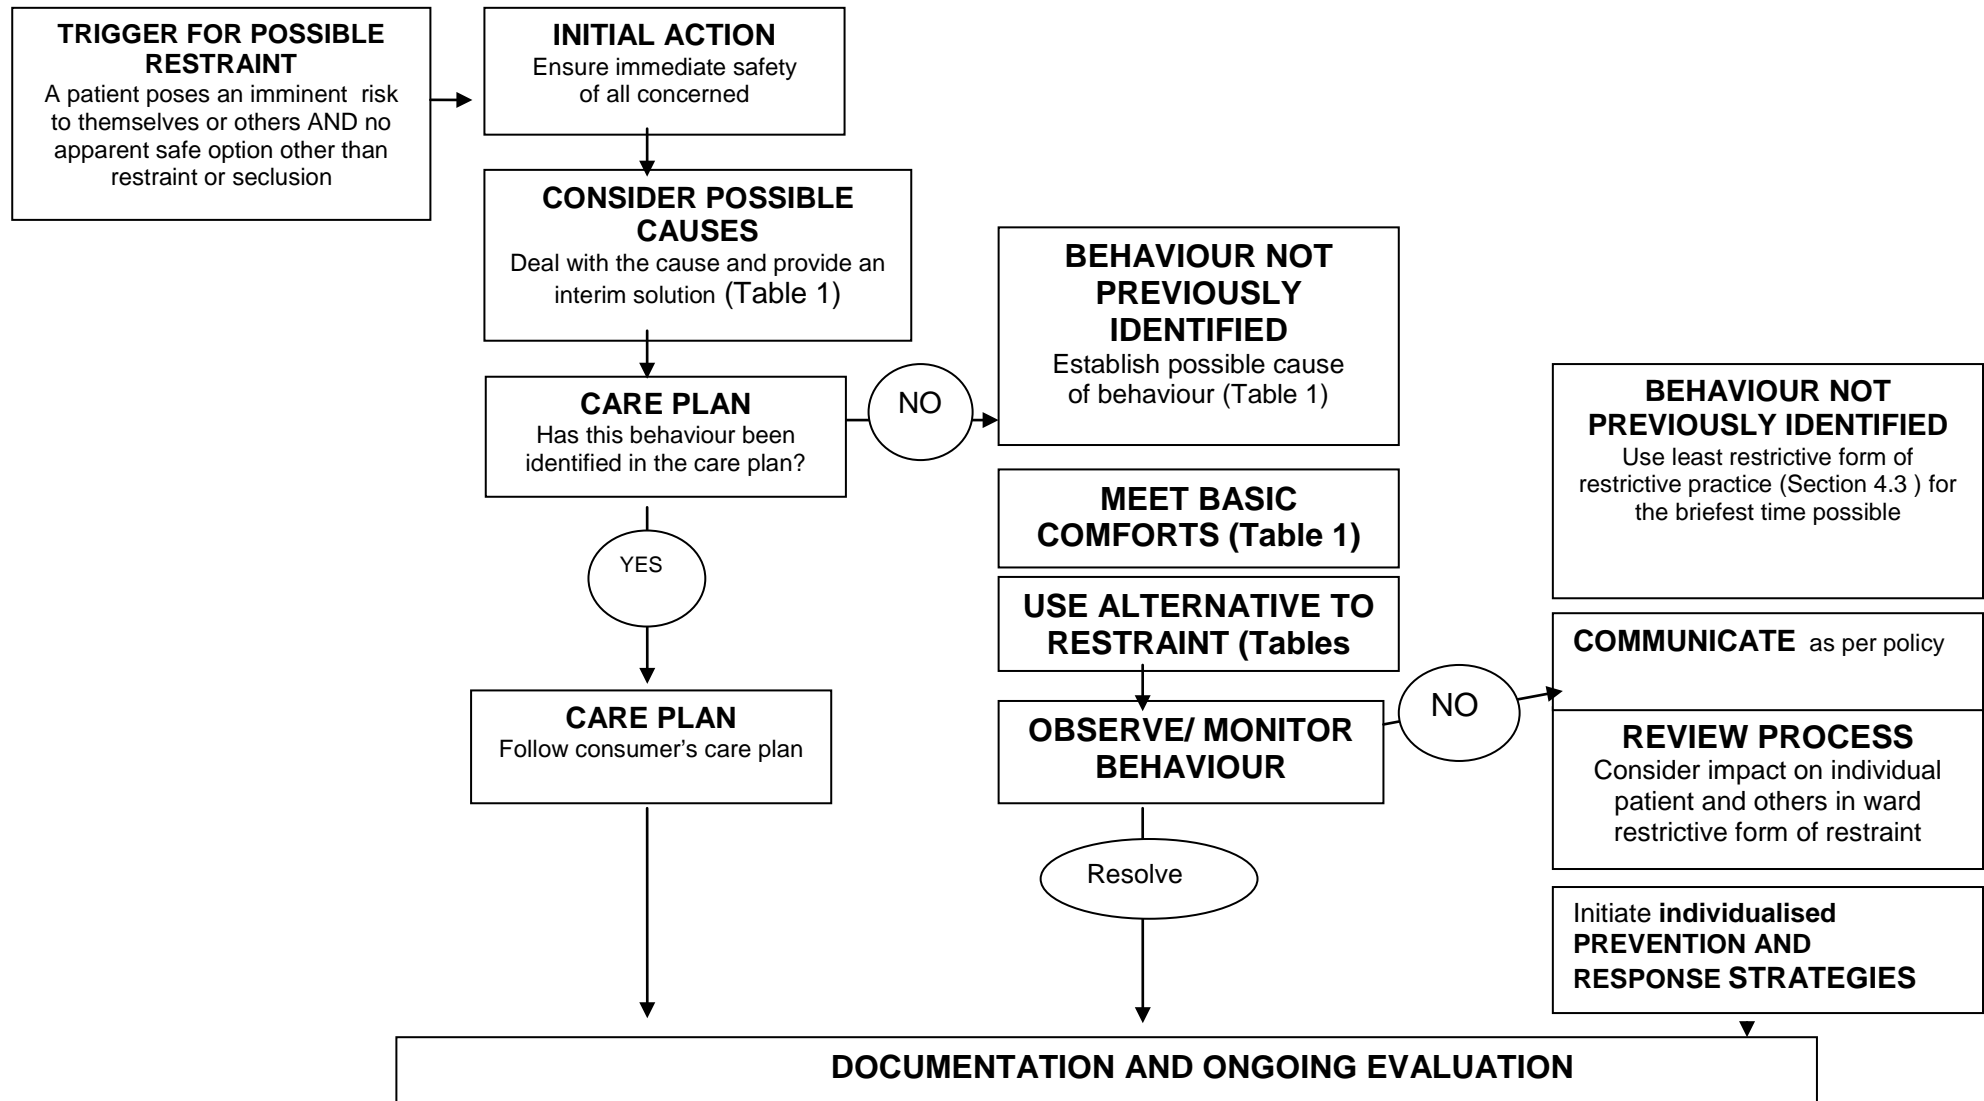 TRIGGER FOR POSSIBLE
RESTRAINT
A patient poses an imminent risk
to themselves or others AND no
apparent safe option other than
restraint or seclusion
INITIAL ACTION
Ensure immediate safety
of all concerned
CONSIDER POSSIBLE
CAUSES
Deal with the cause and provide an
interim solution (Table 1)
CARE PLAN
Has this behaviour been
identified in the care plan?
NO
YES
CARE PLAN
Follow consumer's care plan
BEHAVIOUR NOT
PREVIOUSLY
IDENTIFIED
Establish possible cause
of behaviour (Table 1)
MEET BASIC
COMFORTS (Table 1)
USE ALTERNATIVE TO
RESTRAINT (Tables
OBSERVE/ MONITOR
BEHAVIOUR
NO
Resolve
BEHAVIOUR NOT
PREVIOUSLY IDENTIFIED
Use least restrictive form of
restrictive practice (Section 4.3 ) for
the briefest time possible
COMMUNICATE as per policy
REVIEW PROCESS
Consider impact on individual
patient and others in ward
restrictive form of restraint
Initiate individualised
PREVENTION AND
RESPONSE STRATEGIES
DOCUMENTATION AND ONGOING EVALUATION